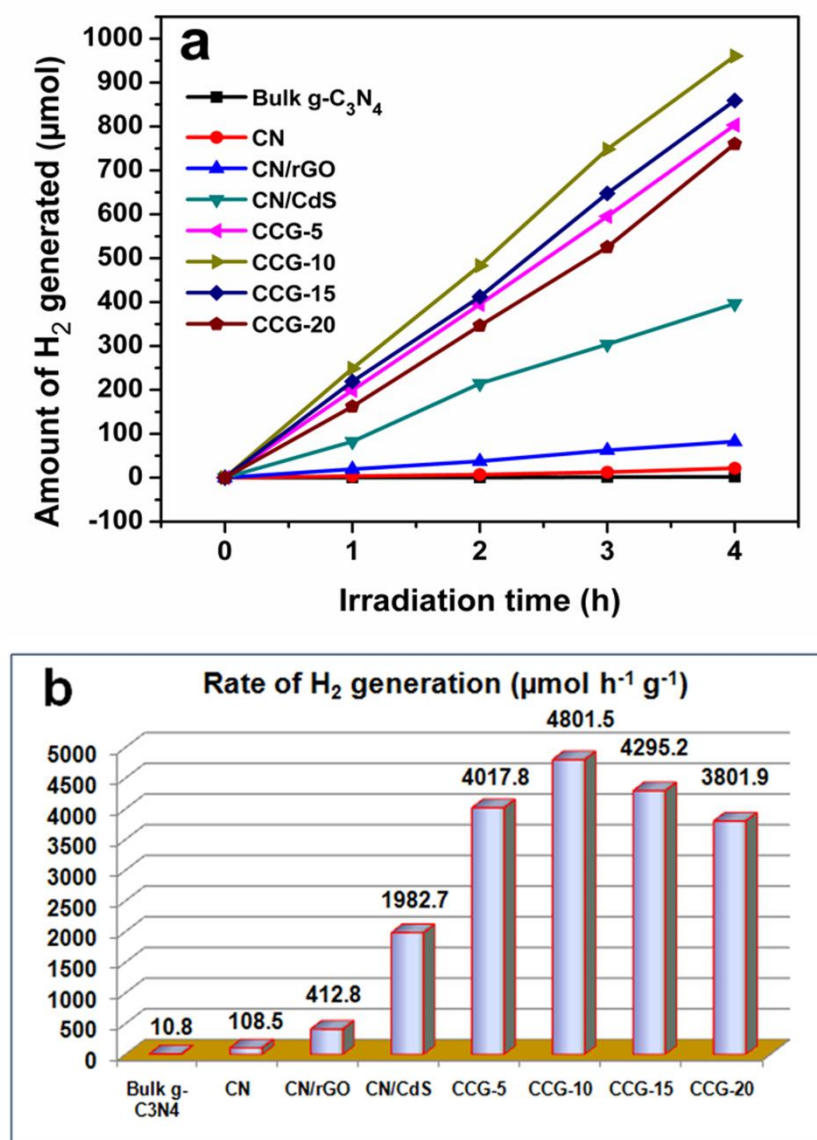 a
1000
900
800
700
600
500
400
300
200
100
0
-100
Amount of H₂ generated (μmol)
Bulk g-C₃N₄
CN
CN/rGO
CN/CdS
CCG-5
CCG-10
CCG-15
CCG-20
0 1 2 3 4
Irradiation time (h)
b
Rate of H₂ generation (μmol h⁻¹ g⁻¹)
5000
4500
4000
3500
3000
2500
2000
1500
1000
500
0
10.8
108.5
412.8
1982.7
4017.8
4801.5
4295.2
3801.9
Bulk g-
C3N4
CN
CN/rGO
CN/CdS
CCG-5
CCG-10
CCG-15
CCG-20